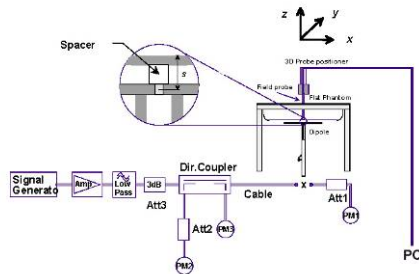 z
y
x
Spacer
s
3D Probe positioner
Field probe
Flat Phantom
Dipole
Signal
Generato
Amp
Low
Pass
3dB
Att3
Dir.Coupler
Cable
x
Att1
PM1
Att2
PM3
PM2
PC